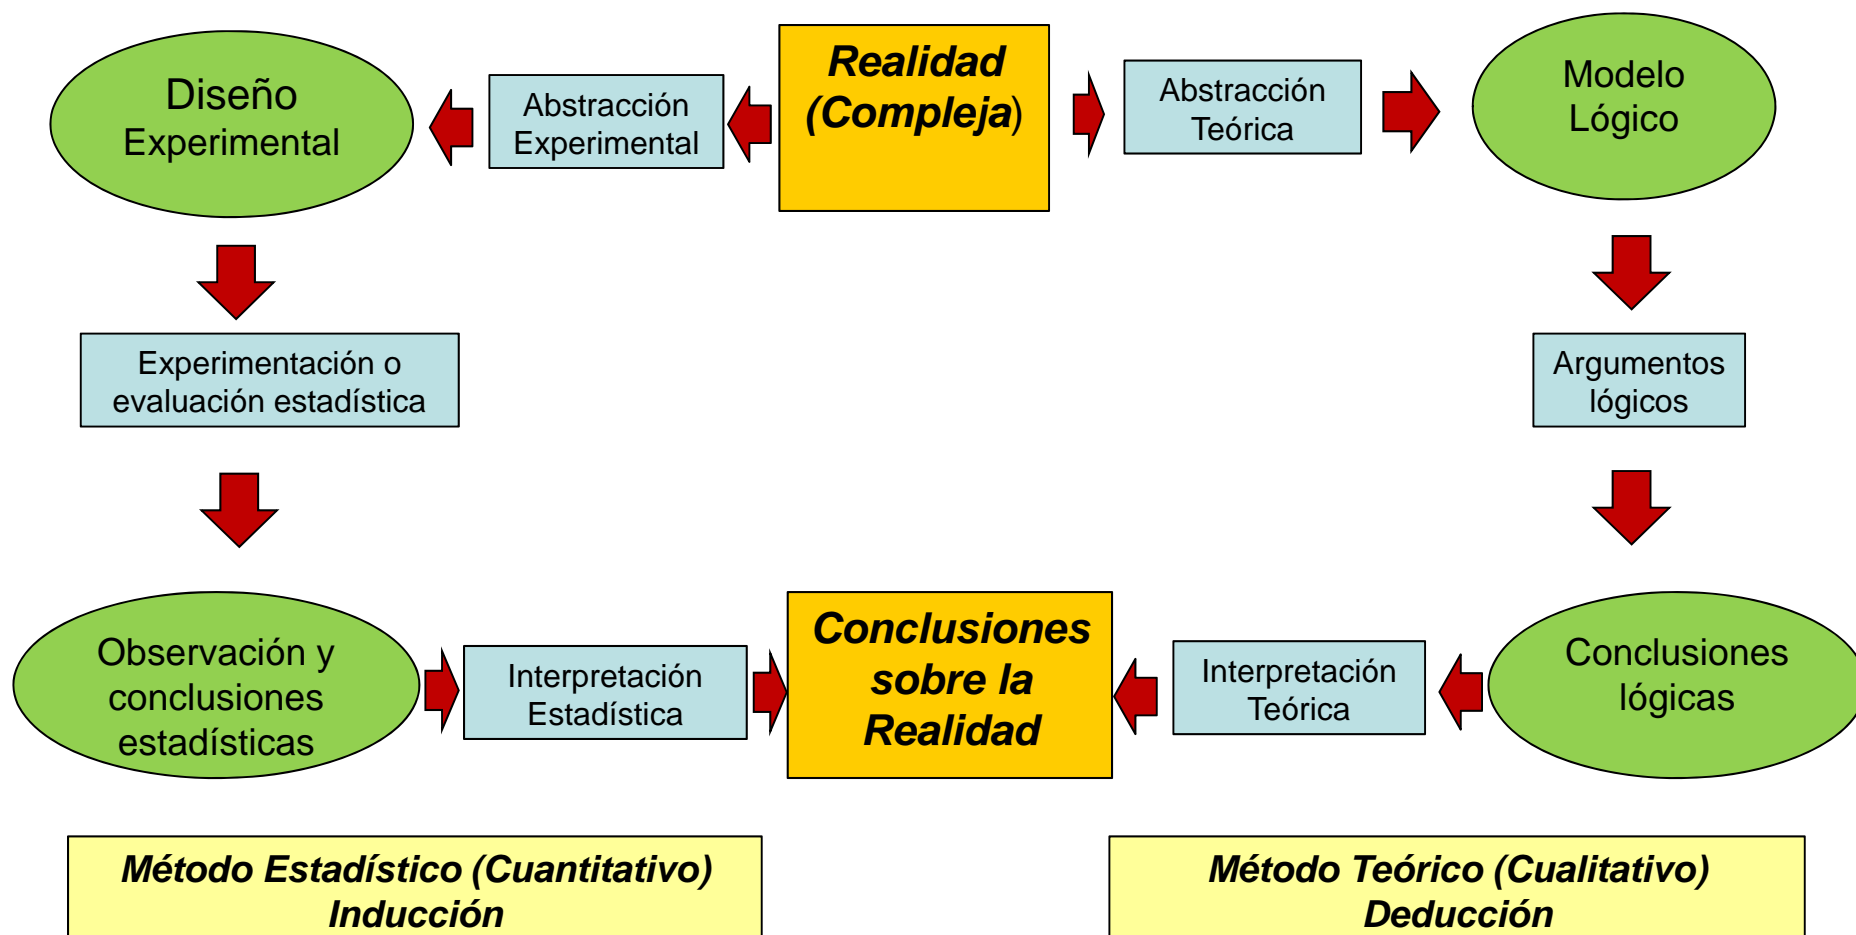 Diseño
Experimental
Abstracción
Experimental
Realidad
(Compleja)
Abstracción
Teórica
Modelo
Lógico
Experimentación o
evaluación estadística
Argumentos
lógicos
Observación y
conclusiones
estadísticas
Interpretación
Estadística
Conclusiones
sobre la
Realidad
Interpretación
Teórica
Conclusiones
lógicas
Método Estadístico (Cuantitativo)
Inducción
Método Teórico (Cualitativo)
Deducción